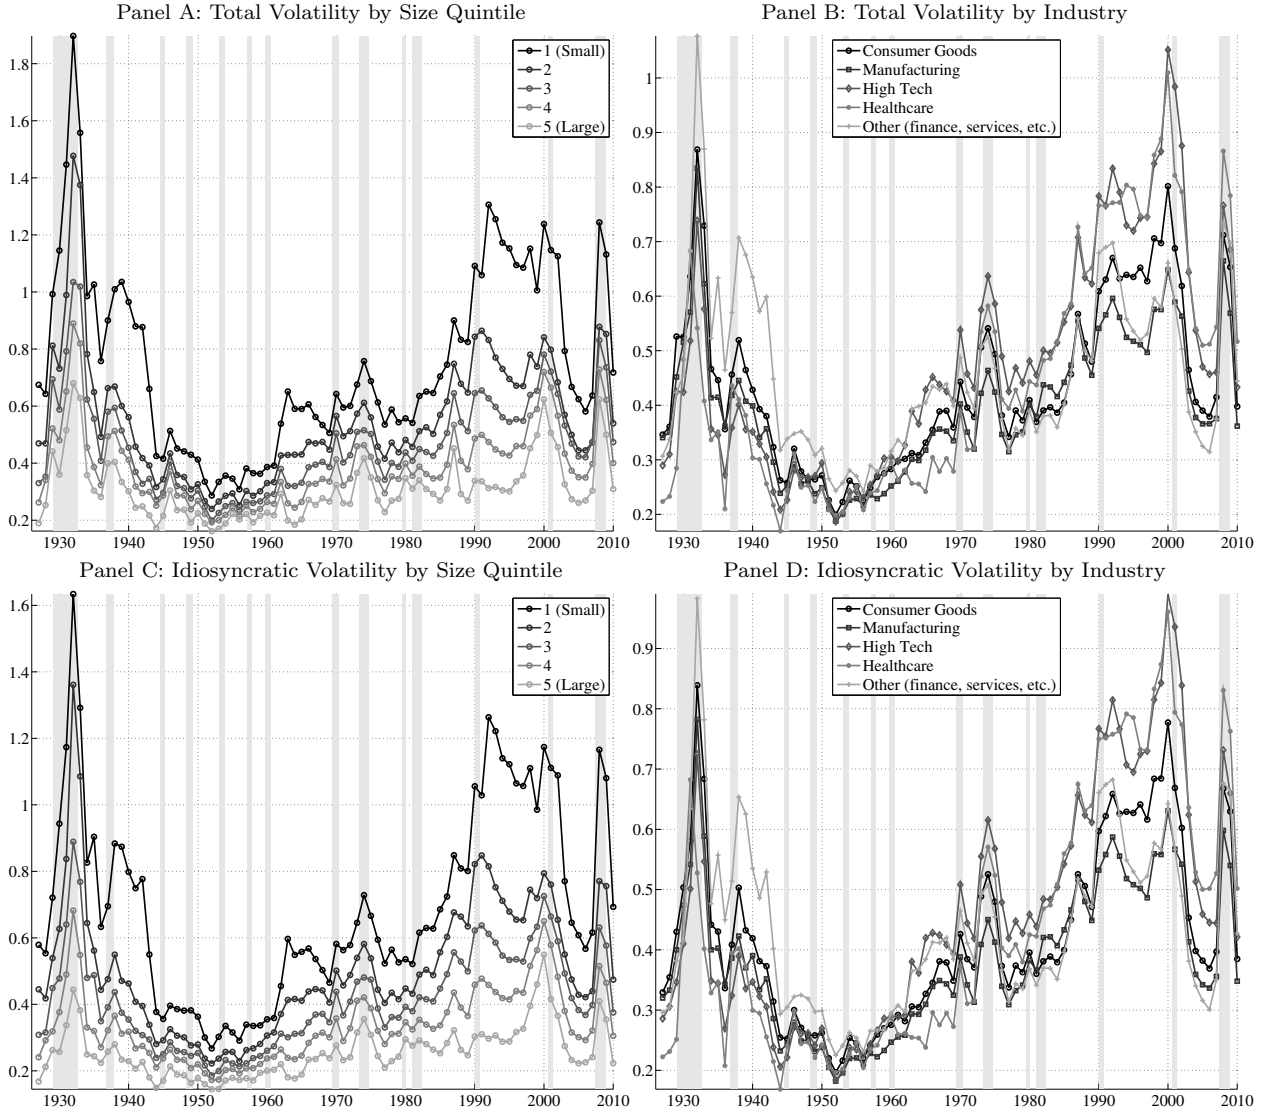 Panel A: Total Volatility by Size Quintile
1.8
1.6
1.4
1.2
1
0.8
0.6
0.4
0.2
1 (Small)
2
3
4
5 (Large)
1930 1940 1950 1960 1970 1980 1990 2000 2010
Panel B: Total Volatility by Industry
1
0.9
0.8
0.7
0.6
0.5
0.4
0.3
0.2
Consumer Goods
Manufacturing
High Tech
Healthcare
Other (finance, services, etc.)
1930 1940 1950 1960 1970 1980 1990 2000 2010
Panel C: Idiosyncratic Volatility by Size Quintile
1.6
1.4
1.2
1
0.8
0.6
0.4
0.2
1 (Small)
2
3
4
5 (Large)
1930 1940 1950 1960 1970 1980 1990 2000 2010
Panel D: Idiosyncratic Volatility by Industry
0.9
0.8
0.7
0.6
0.5
0.4
0.3
0.2
Consumer Goods
Manufacturing
High Tech
Healthcare
Other (finance, services, etc.)
1930 1940 1950 1960 1970 1980 1990 2000 2010